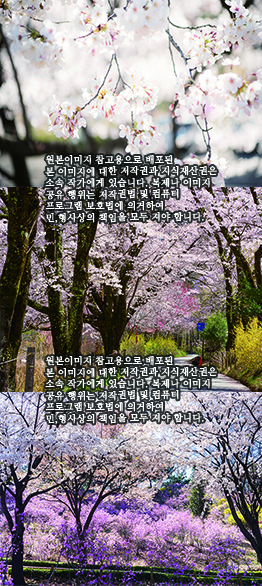 원본이미지 참고용으로 배포된
본 이미지에 대한 저작권과 지식재산권은
소속 작가에게 있습니다. 복제나 이미지
공유 행위는 저작권법 및 컴퓨터
프로그램 보호법에 의거하여
민,형사상의 책임을 모두 져야 합니다.
원본이미지 참고용으로 배포된
본 이미지에 대한 저작권과 지식재산권은
소속 작가에게 있습니다. 복제나 이미지
공유 행위는 저작권법 및 컴퓨터
프로그램 보호법에 의거하여
민,형사상의 책임을 모두 져야 합니다.